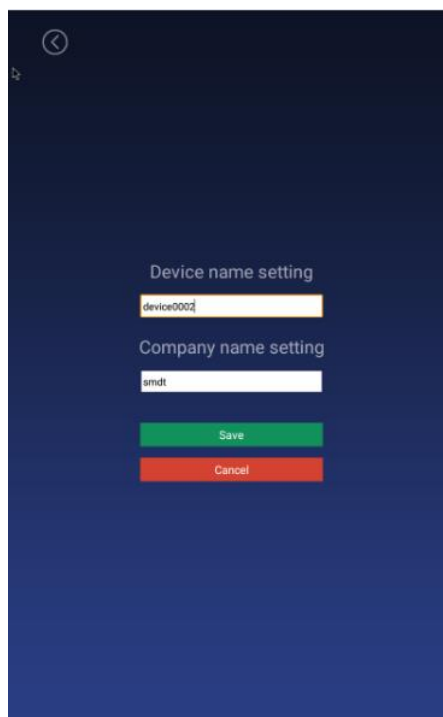 Device name setting
device0002
Company name setting
smdt
Save
Cancel